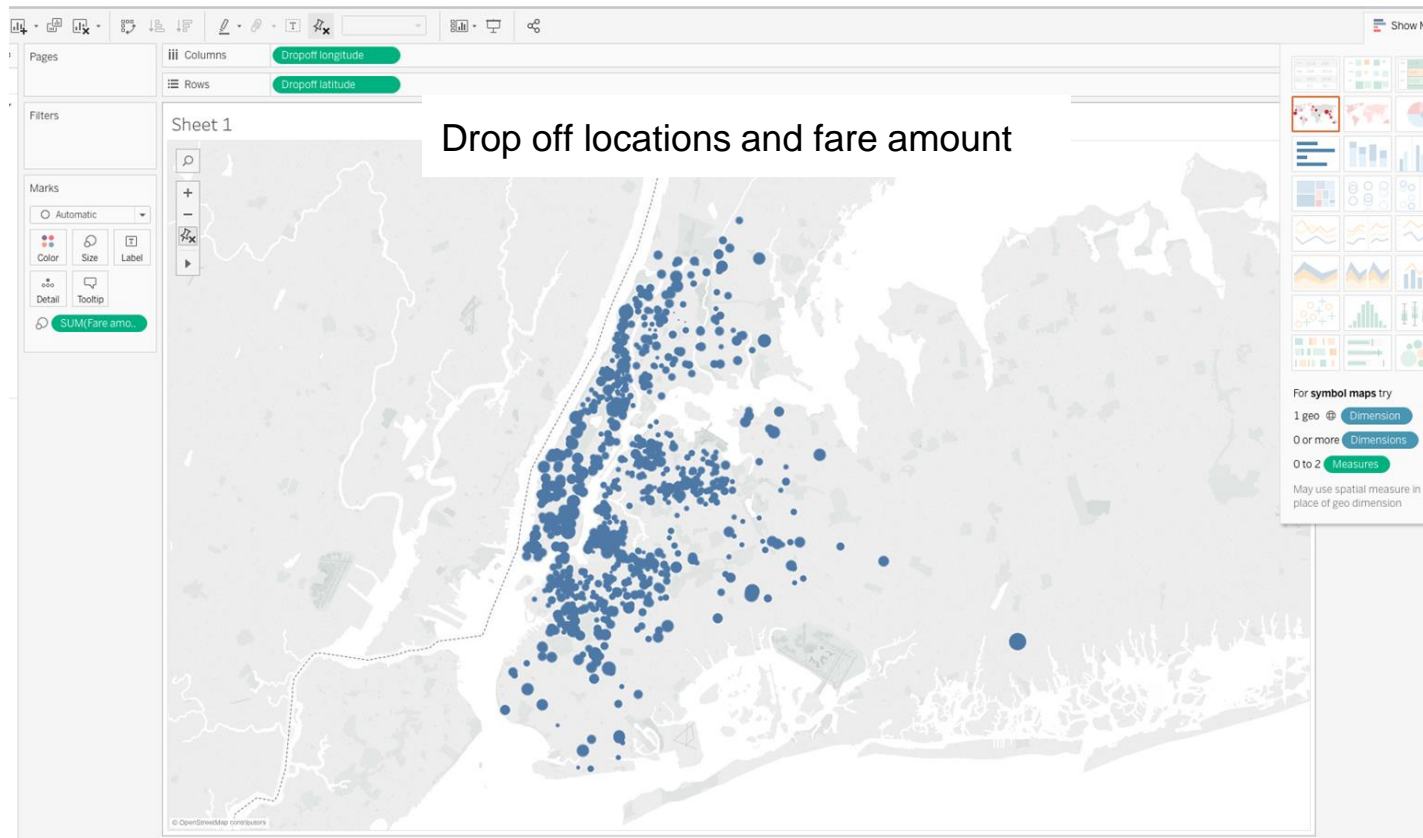 Show M
Pages
iii Columns
Dropoff longitude
Rows
Dropoff latitude
Filters
Sheet 1
Drop off locations and fare amount
Marks
Automatic
Color
Size
Label
Detail
Tooltip
SUM(Fare amo..
For symbol maps try
1 geo Dimension
0 or more Dimensions
0 to 2 Measures
May use spatial measure in
place of geo dimension
© OpenStreetMap contributors